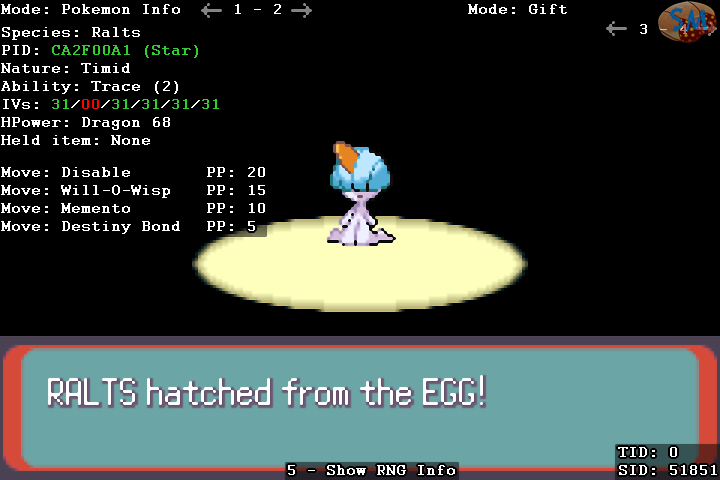 Mode: Pokemon Info ← 1 - 2 → Mode: Gift
← 3 - 4 →
SM
Species: Ralts
PID: CA2F00A1 (Star)
Nature: Timid
Ability: Trace (2)
IVs: 31/00/31/31/31/31
HPower: Dragon 68
Held item: None
Move: Disable PP: 20
Move: Will-O-Wisp PP: 15
Move: Memento PP: 10
Move: Destiny Bond PP: 5
RALTS hatched from the EGG!
TID: 0
5 - Show RNG Info SID: 51851